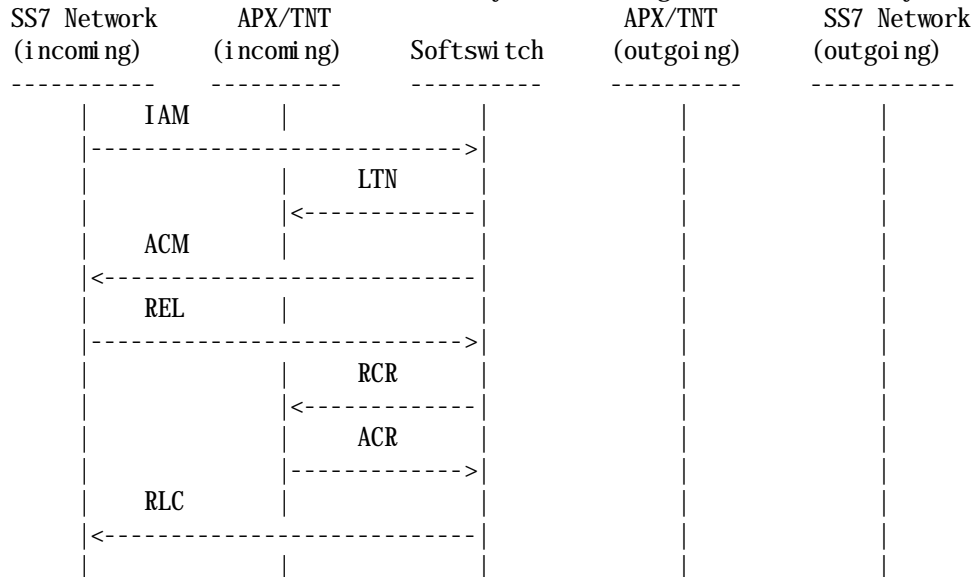 SS7 Network APX/TNT APX/TNT SS7 Network
(incoming) (incoming) Softswitch (outgoing) (outgoing)
----------- ---------- ---------- ---------- -----------
| IAM | | | |
|---------------------------->| | |
| | LTN | | |
| |<-------------| | |
| ACM | | | |
|<----------------------------| | |
| REL | | | |
|---------------------------->| | |
| | RCR | | |
| |<-------------| | |
| | ACR | | |
| |------------->| | |
| RLC | | | |
|<----------------------------| | |
| | | | |